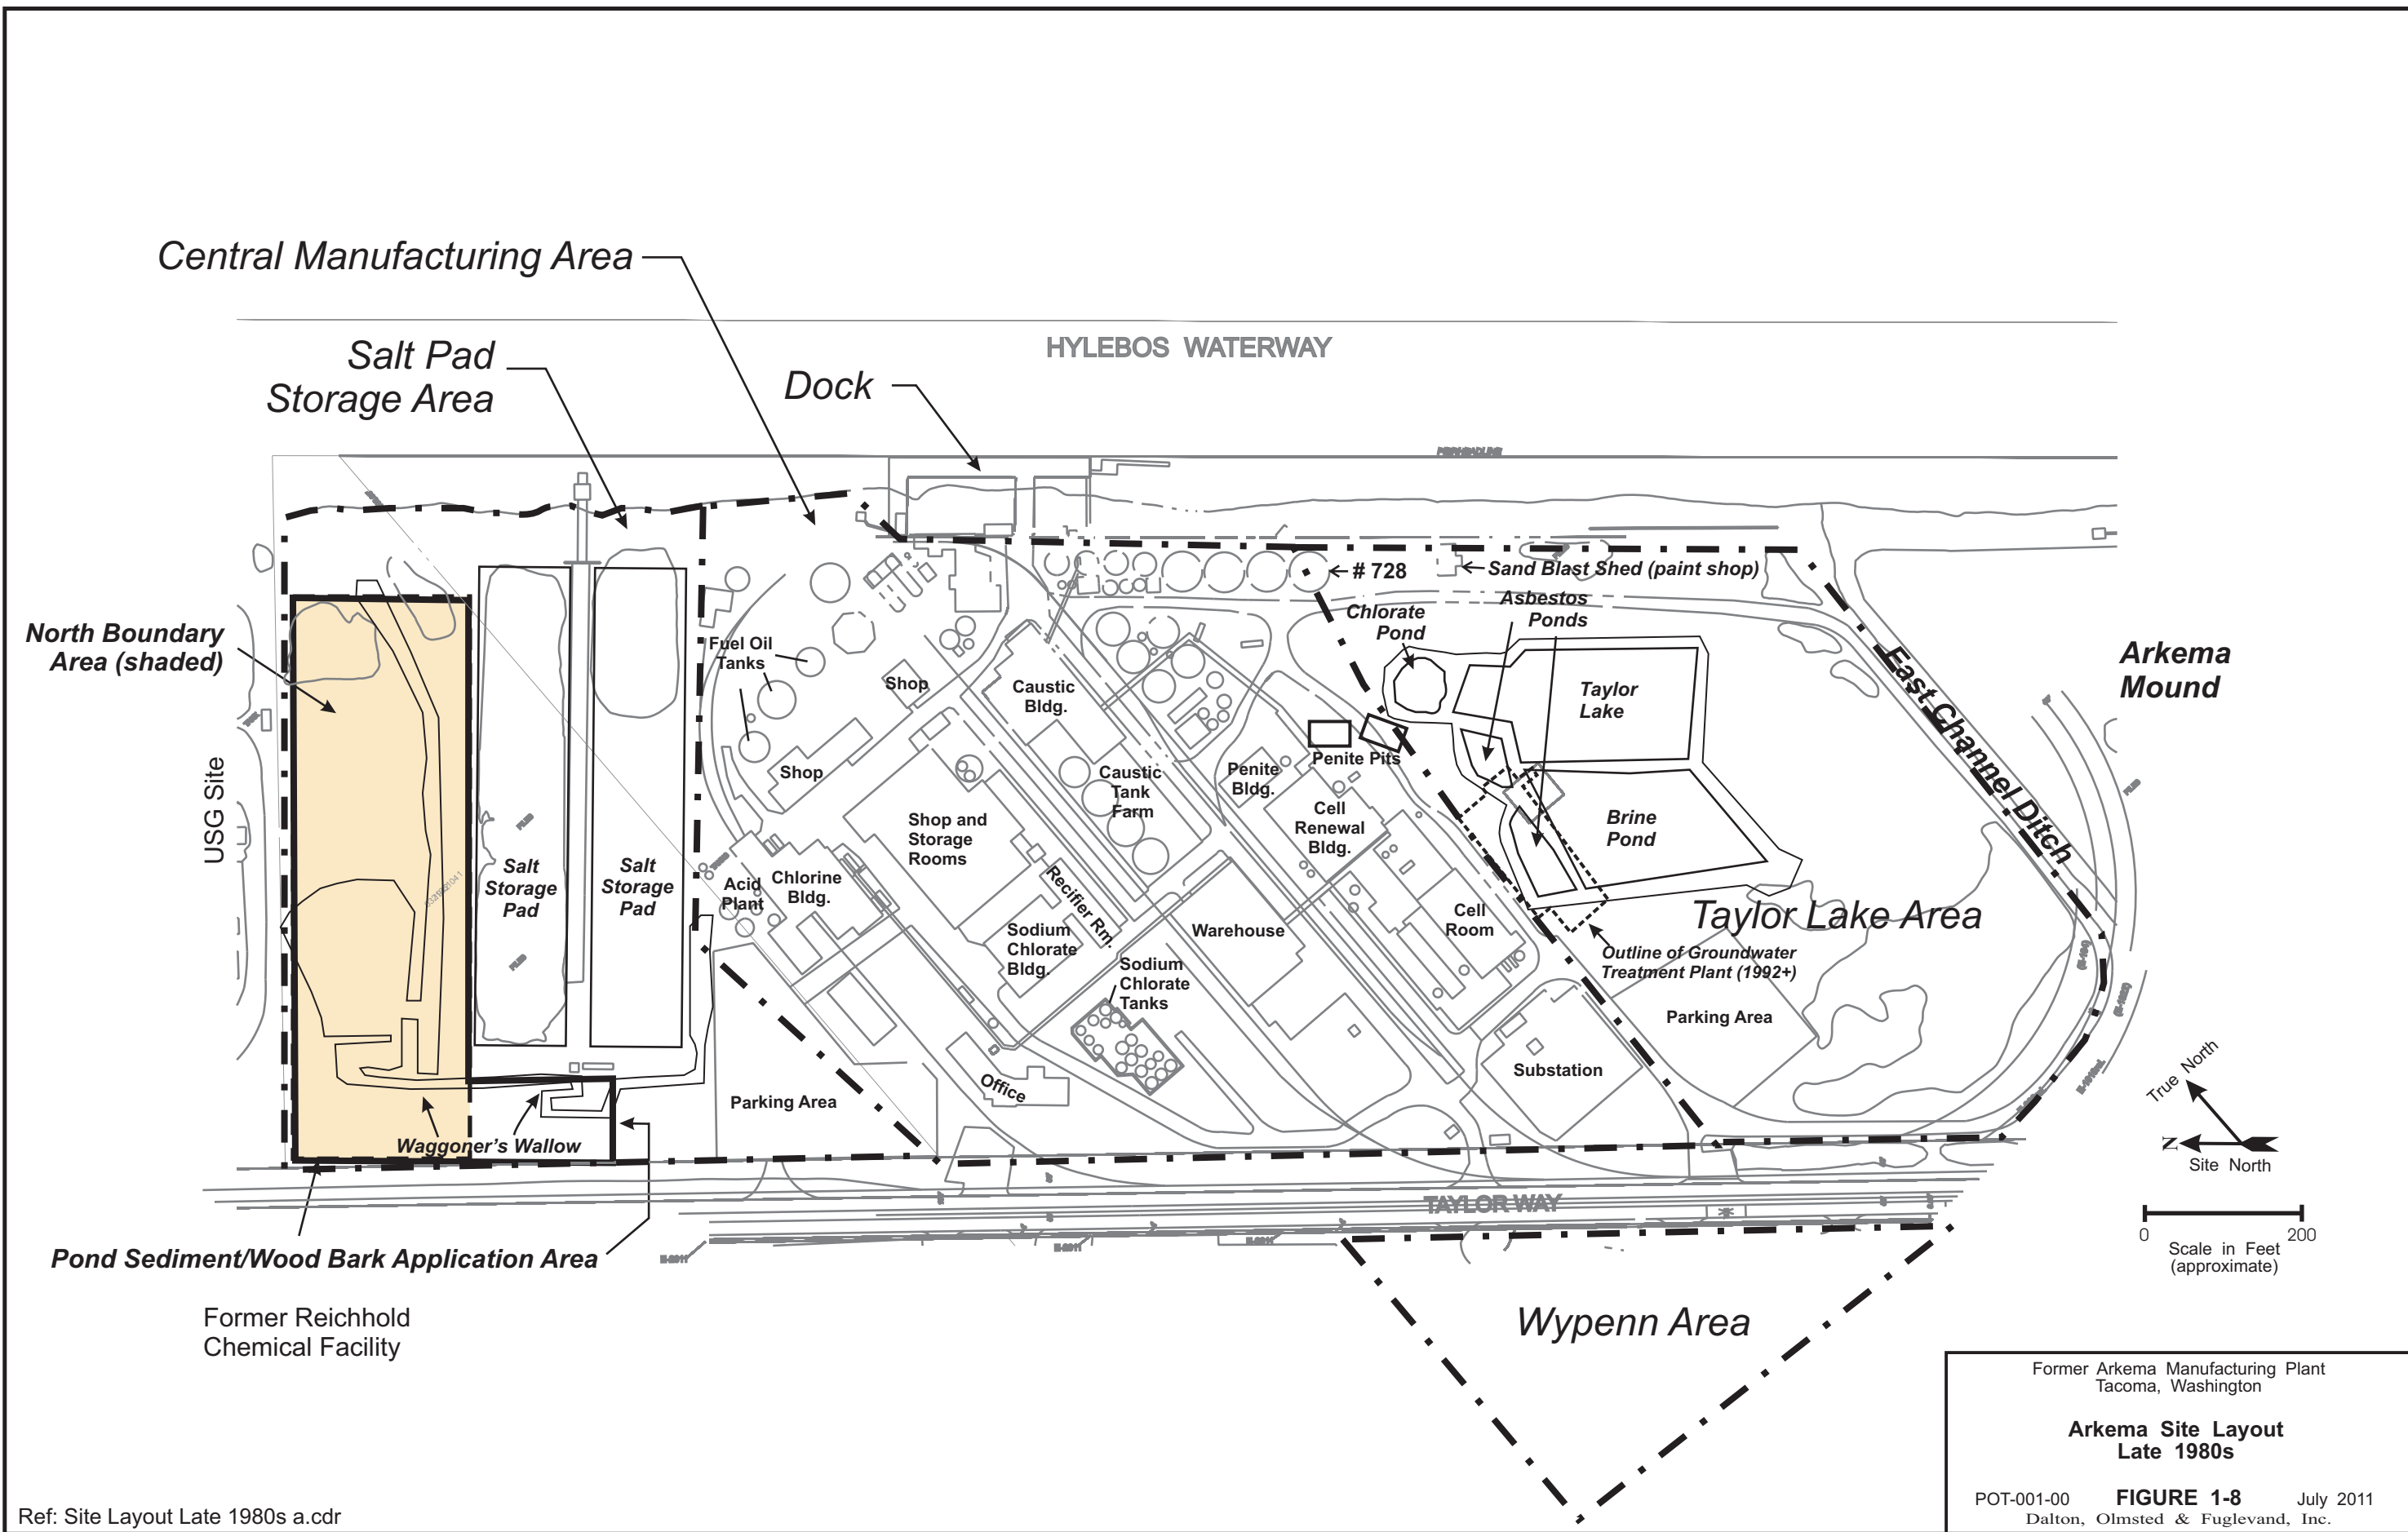 Central Manufacturing Area
HYLEBOS WATERWAY
Salt Pad
Storage Area
Dock
PIERHEADLINE
# 728
Sand Blast Shed (paint shop)
Asbestos
Ponds
Chlorate
Pond
North Boundary
Area (shaded)
Fuel Oil
Tanks
Shop
Caustic
Bldg.
Taylor
Lake
East Channel Ditch
Arkema
Mound
USG Site
Shop
Caustic
Tank
Farm
Penite
Bldg.
Penite Pits
Cell
Renewal
Bldg.
Brine
Pond
Shop and
Storage
Rooms
Salt
Storage
Pad
Salt
Storage
Pad
Acid
Plant
Chlorine
Bldg.
Recifier Rm.
Sodium
Chlorate
Bldg.
Warehouse
Cell
Room
Taylor Lake Area
Outline of Groundwater
Treatment Plant (1992+)
Sodium
Chlorate
Tanks
Parking Area
Substation
Office
Parking Area
Waggoner's Wallow
True North
N
Site North
TAYLOR WAY
0
200
Scale in Feet
(approximate)
Pond Sediment/Wood Bark Application Area
Former Reichhold
Chemical Facility
Wypenn Area
Former Arkema Manufacturing Plant
Tacoma, Washington
Arkema Site Layout
Late 1980s
POT-001-00 FIGURE 1-8 July 2011
Dalton, Olmsted & Fuglevand, Inc.
Ref: Site Layout Late 1980s a.cdr